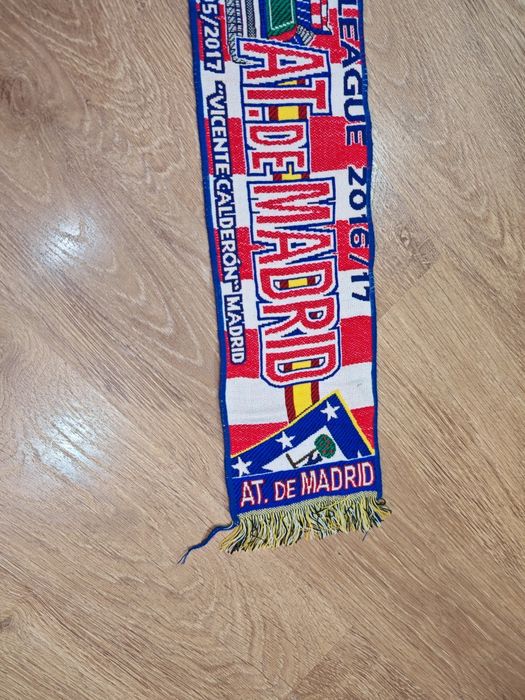 LEAGUE 2016/17
AT. DE MADRID
5/2017 "VICENTE CALDERÓN" MADRID
AT. DE MADRID